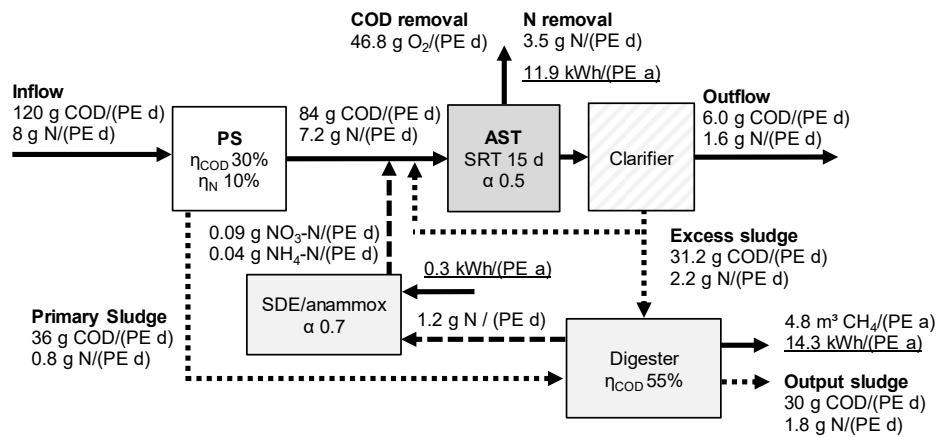 COD removal
46.8 g O₂/(PE d)
N removal
3.5 g N/(PE d)
11.9 kWh/(PE a)
Inflow
120 g COD/(PE d)
8 g N/(PE d)
PS
ηCOD 30%
ηN 10%
84 g COD/(PE d)
7.2 g N/(PE d)
AST
SRT 15 d
α 0.5
Clarifier
Outflow
6.0 g COD/(PE d)
1.6 g N/(PE d)
0.09 g NO₃-N/(PE d)
0.04 g NH₄-N/(PE d)
Excess sludge
31.2 g COD/(PE d)
2.2 g N/(PE d)
0.3 kWh/(PE a)
SDE/anammox
α 0.7
Primary Sludge
36 g COD/(PE d)
0.8 g N/(PE d)
1.2 g N / (PE d)
Digester
ηCOD 55%
4.8 m³ CH₄/(PE a)
14.3 kWh/(PE a)
Output sludge
30 g COD/(PE d)
1.8 g N/(PE d)